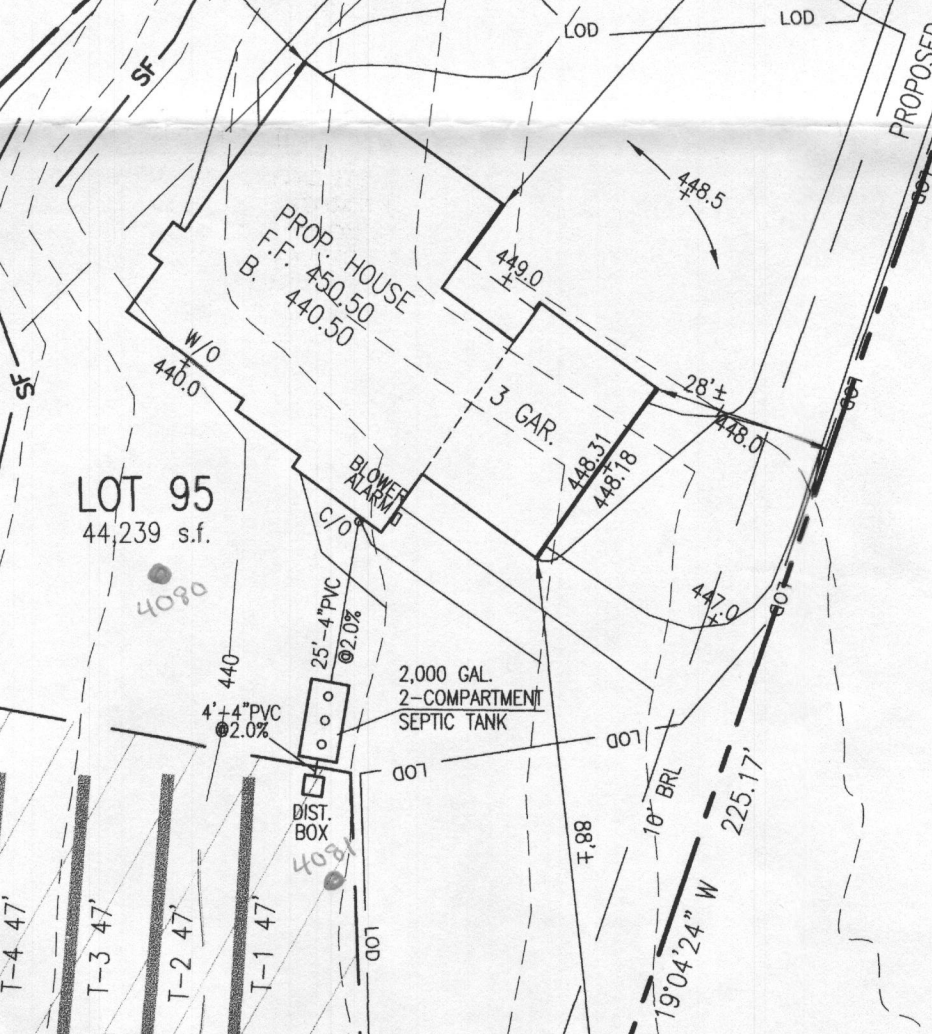 LOD
LOD
SF
PROPOSED
448.5
LOD
PROP. HOUSE
F.F. 450.50
B. 440.50
449.0
W/O
440.0
SF
28'±
LOD
3 GAR.
448.0
448.31
448.18
BLOWER
ALARM
C/O
LOT 95
44,239 s.f.
4080
25'-4"PVC
@2.0%
447.0
LOD
440
2,000 GAL.
2-COMPARTMENT
SEPTIC TANK
4'-4"PVC
@2.0%
LOD
LOD
DIST.
BOX
4081
88'±
10' BRL
225.17'
19°04'24" W
LOD
T-4 47'
T-3 47'
T-2 47'
T-1 47'